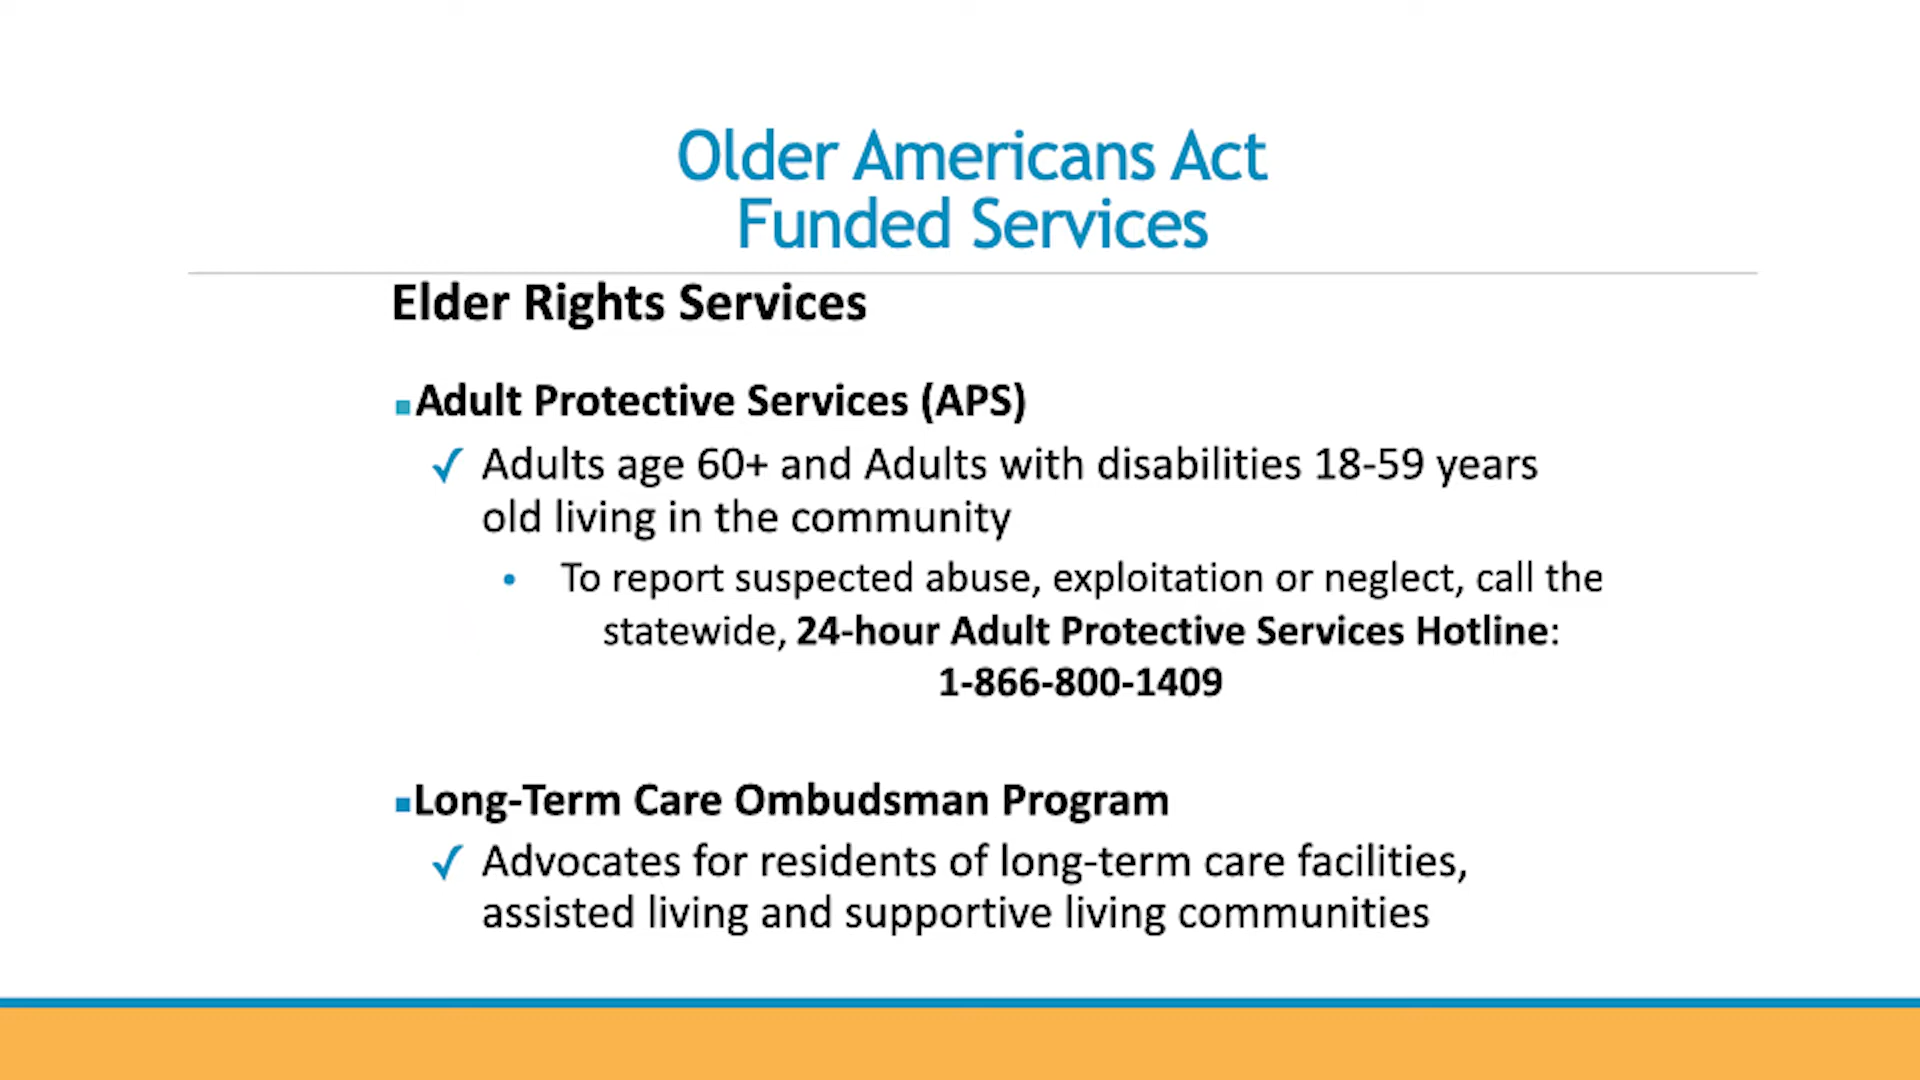 Older Americans Act
Funded Services
Elder Rights Services
▪Adult Protective Services (APS)
✓ Adults age 60+ and Adults with disabilities 18-59 years
old living in the community
• To report suspected abuse, exploitation or neglect, call the
statewide, 24-hour Adult Protective Services Hotline:
1-866-800-1409
▪Long-Term Care Ombudsman Program
✓ Advocates for residents of long-term care facilities,
assisted living and supportive living communities